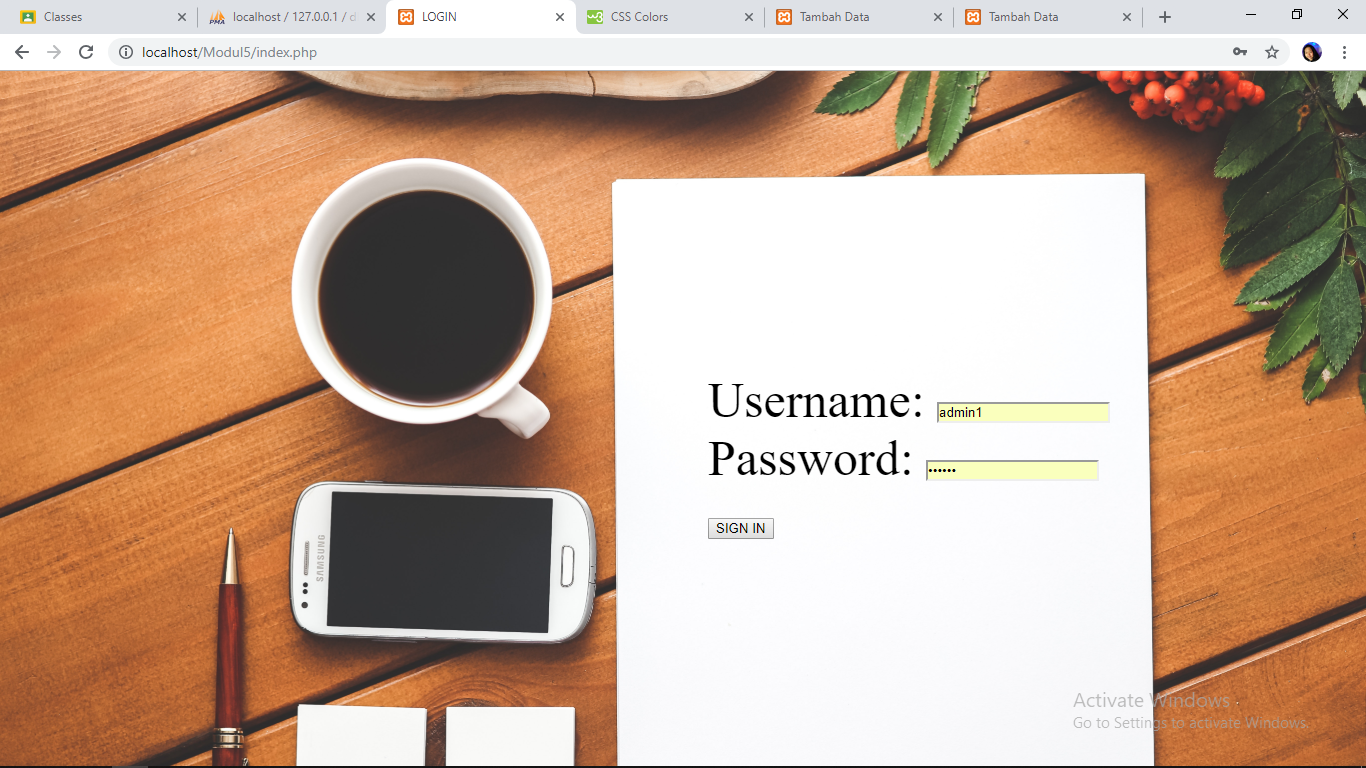 Classes
localhost / 127.0.0.1 / d
LOGIN
CSS Colors
Tambah Data
Tambah Data
localhost/Modul5/index.php
SAMSUNG
Username: admin1
Password: ••••••
SIGN IN
Activate Windows
Go to Settings to activate Windows.